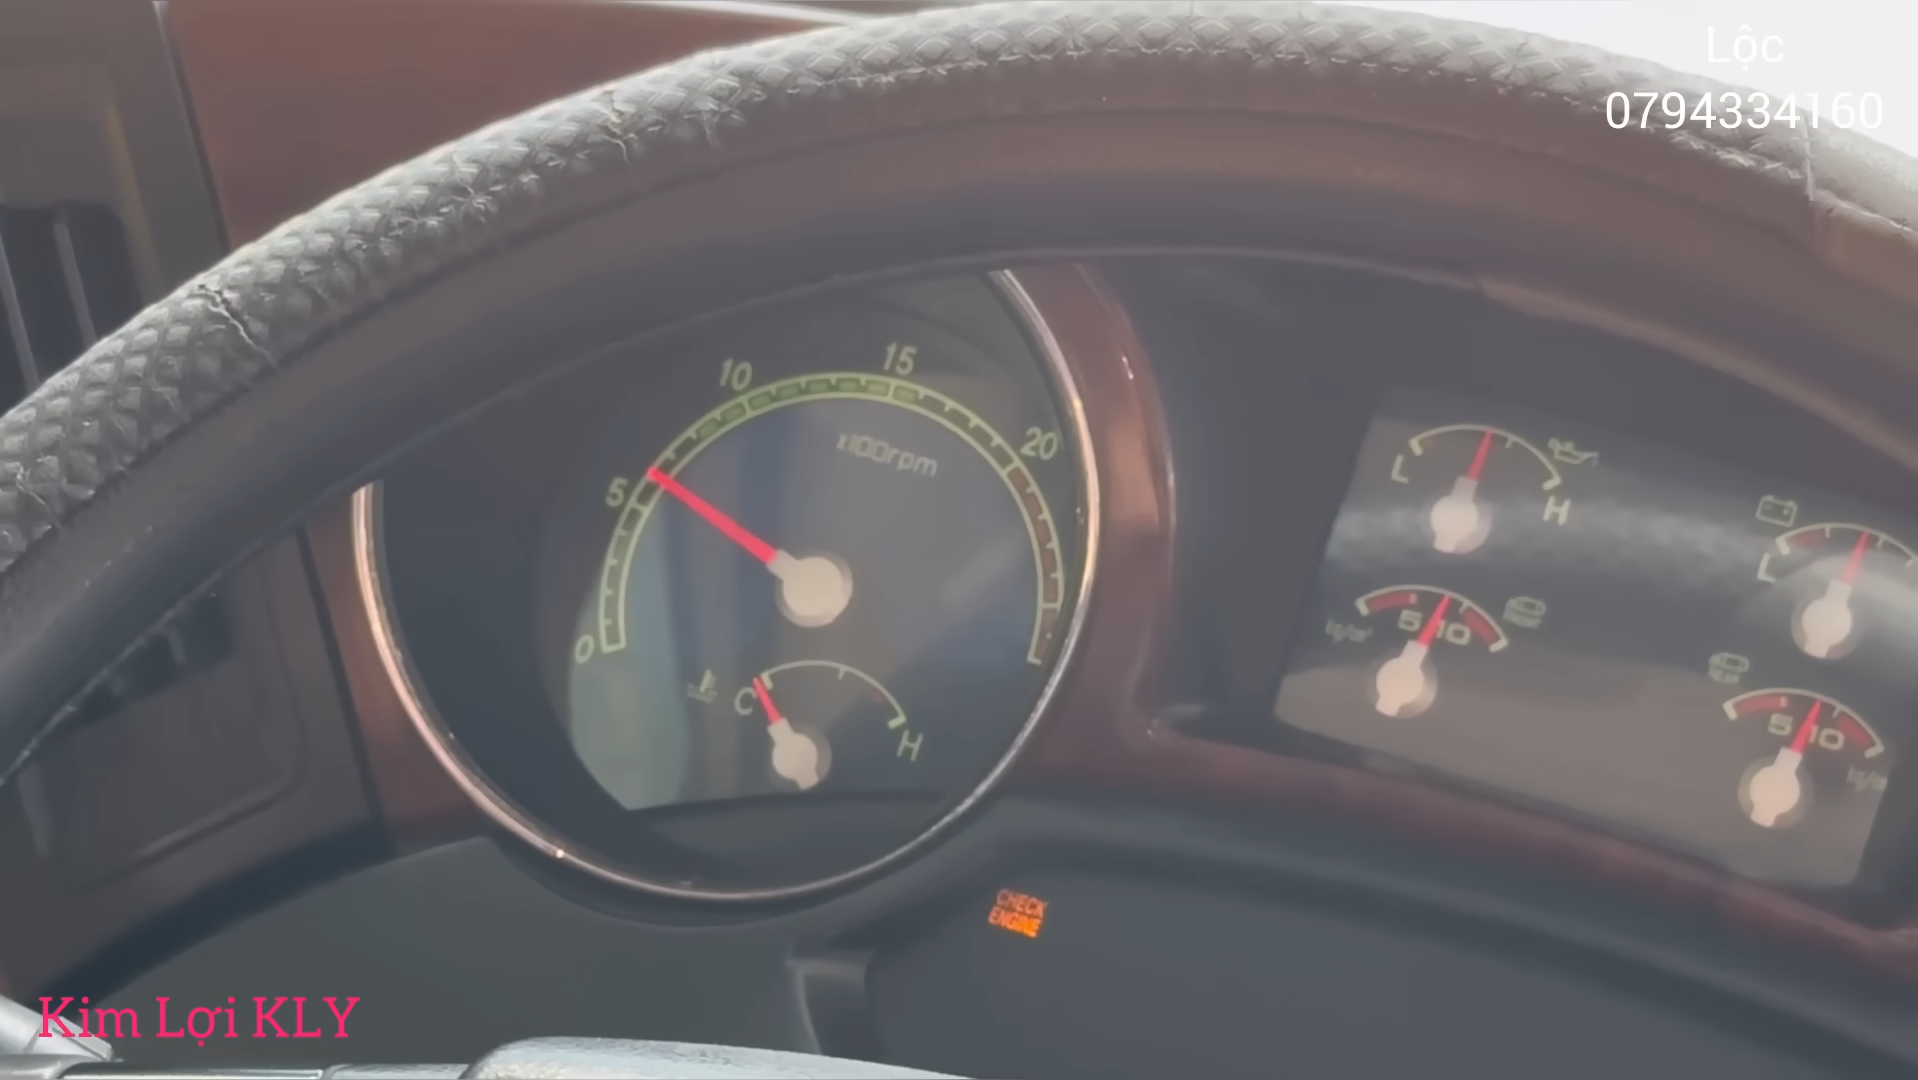 Lộc
0794334160
15
10
x100rpm
20
5
0
C
H
L
H
L
5 10
5 10
CHECK
ENGINE
Kim Lợi KLY